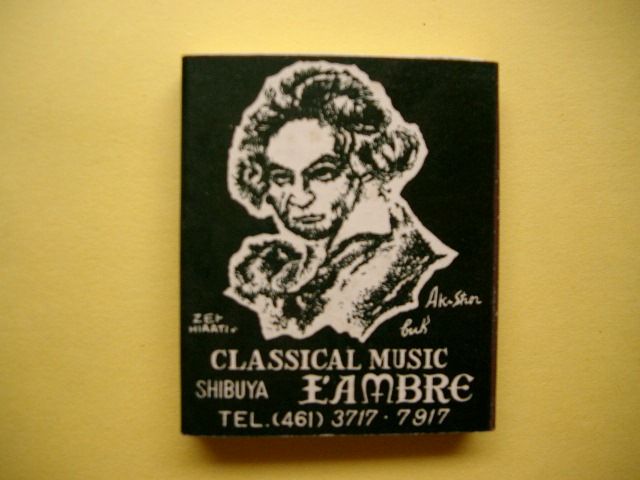 CLASSICAL MUSIC
SHIBUYA L'AMBRE
TEL.(461) 3717·7917